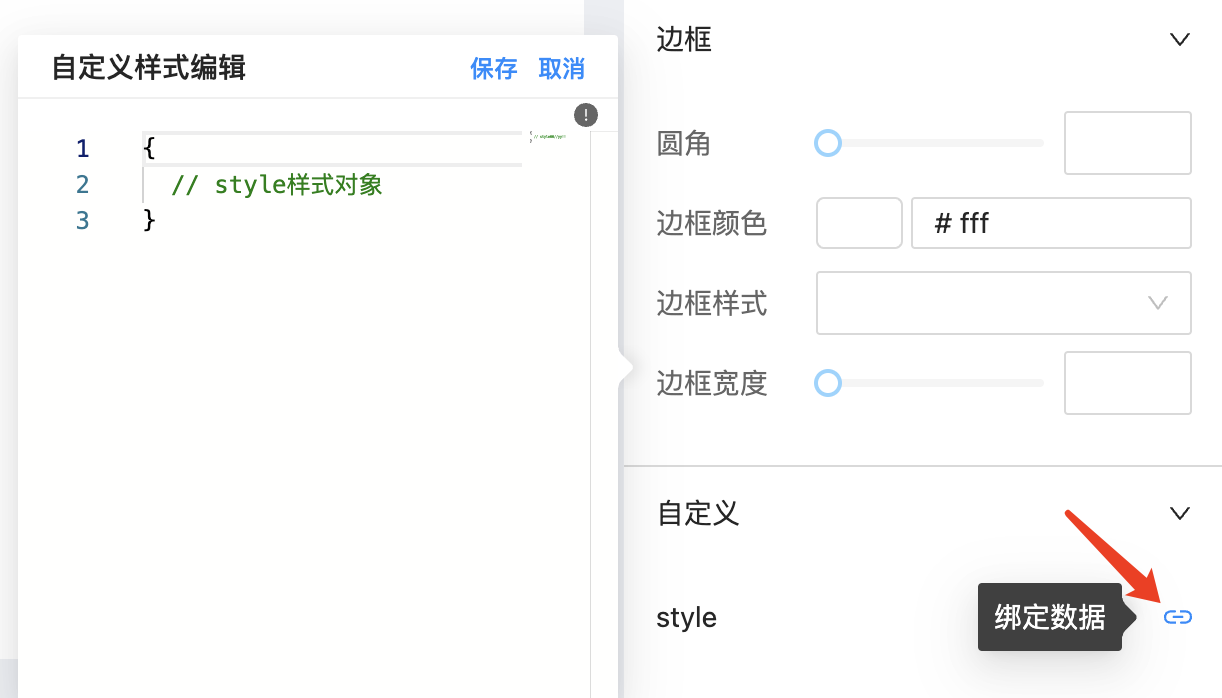 自定义样式编辑
保存 取消
1 {
2 // style样式对象
3 }
边框
圆角
边框颜色 # fff
边框样式
边框宽度
自定义
style 绑定数据